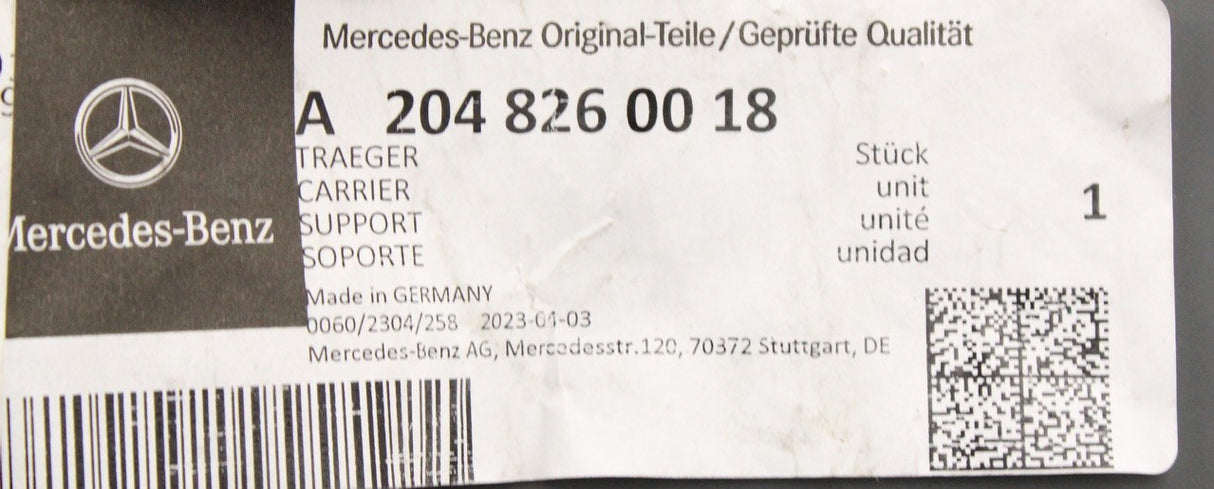 Mercedes-Benz Original-Teile/Geprüfte Qualität
A 204 826 00 18
TRAEGER
CARRIER
SUPPORT
SOPORTE
Stück
unit
unité
unidad
1
Mercedes-Benz
Made in GERMANY
0060/2304/258 2023-01-03
Mercedes-Benz AG, Mercedesstr.120, 70372 Stuttgart, DE